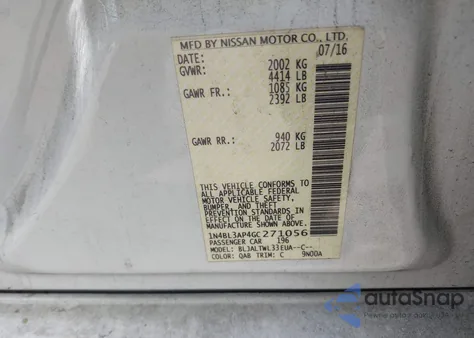 MFD BY NISSAN MOTOR CO., LTD.
DATE: 07/16
GVWR: 2002 KG
4414 LB
GAWR FR.: 1085 KG
2392 LB
GAWR RR.: 940 KG
2072 LB
THIS VEHICLE CONFORMS TO
ALL APPLICABLE FEDERAL
MOTOR VEHICLE SAFETY,
BUMPER, AND THEFT
PREVENTION STANDARDS IN
EFFECT ON THE DATE OF
MANUFACTURE SHOWN ABOVE.
1N4BL3AP4GC271056
PASSENGER CAR 196
MODEL: BLJALTWL33EUA--C--
COLOR: QAB TRIM: C 9N00A
autoSnap